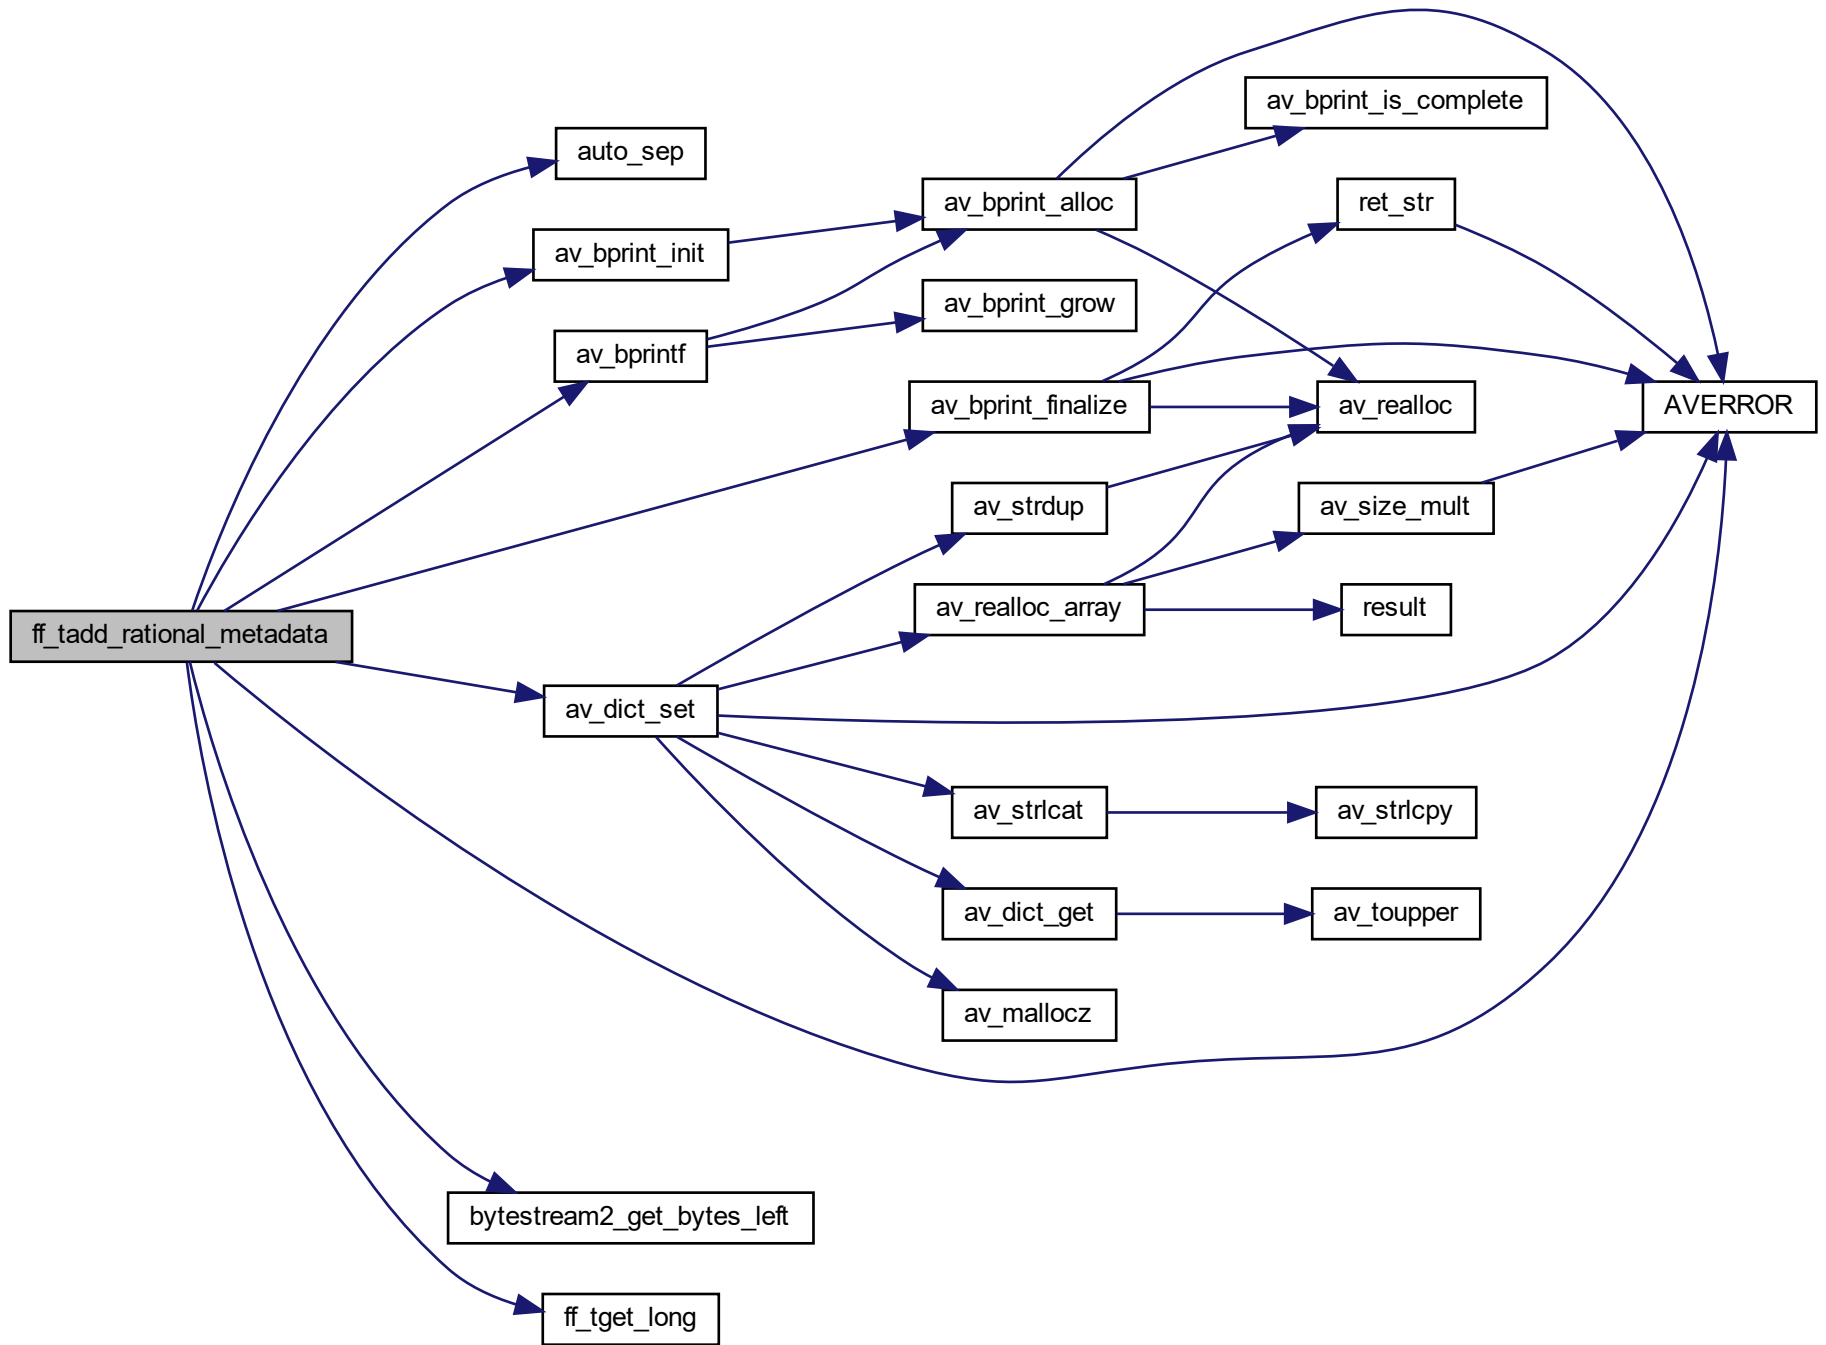 av_bprint_is_complete
auto_sep
av_bprint_alloc
ret_str
av_bprint_init
av_bprint_grow
av_bprintf
av_bprint_finalize
av_realloc
AVERROR
av_strdup
av_size_mult
av_realloc_array
result
ff_tadd_rational_metadata
av_dict_set
av_strlcat
av_strlcpy
av_dict_get
av_toupper
av_mallocz
bytestream2_get_bytes_left
ff_tget_long